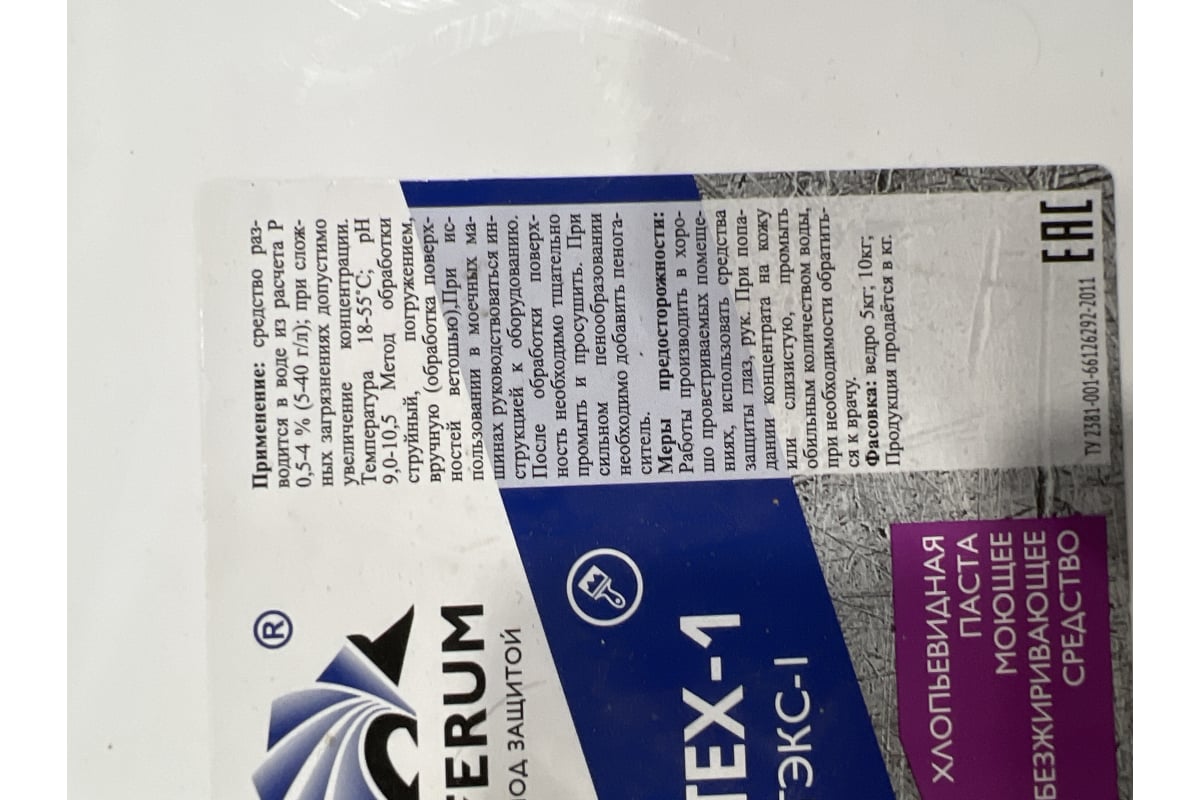 Применение: средство раз-
водится в воде из расчета P
0,5-4 % (5-40 г/л); при слож-
ных загрязнениях допустимо
увеличение концентрации.
Температура 18-55°С; pH
9,0-10,5 Метод обработки
струйный, погружением,
вручную (обработка поверх-
ностей ветошью),При ис-
пользовании в моечных ма-
шинах руководствоваться ин-
струкцией к оборудованию.
После обработки поверх-
ность необходимо тщательно
промыть и просушить. При
сильном пенообразовании
необходимо добавить пенога-
ситель.
Меры предосторожности:
Работы производить в хоро-
шо проветриваемых помеще-
ниях, использовать средства
защиты глаз, рук. При попа-
дании концентрата на кожу
или слизистую, промыть
обильным количеством воды,
при необходимости обратить-
ся к врачу.
Фасовка: ведро 5кг; 10кг;
Продукция продаётся в кг.
ТУ 2381-001-66126292-2011
EAC
®
FERUM
ПОД ЗАЩИТОЙ
ТЕХ-1
ТЭКС-1
ХЛОПЬЕВИДНАЯ
ПАСТА
МОЮЩЕЕ
БЕЗЖИРИВАЮЩЕЕ
СРЕДСТВО